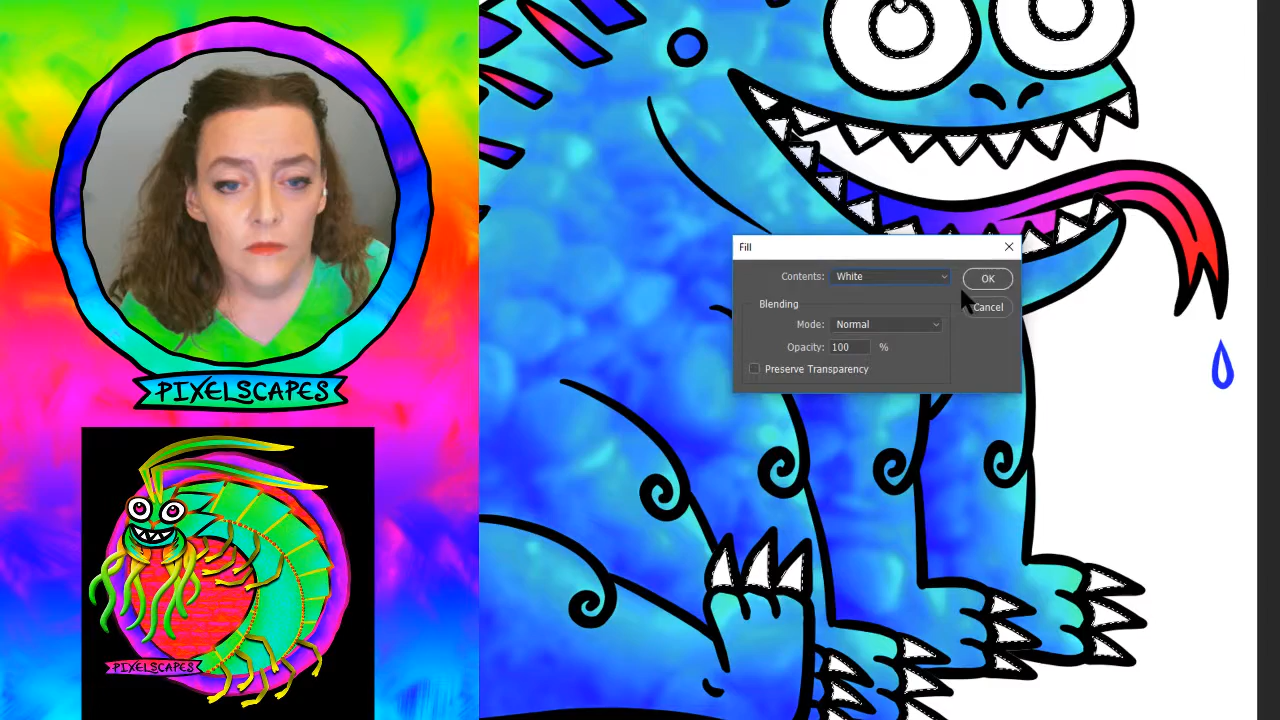 PIXELSCAPES
PIXELSCAPES
Fill
Contents: White
OK
Cancel
Blending
Mode: Normal
Opacity: 100 %
Preserve Transparency